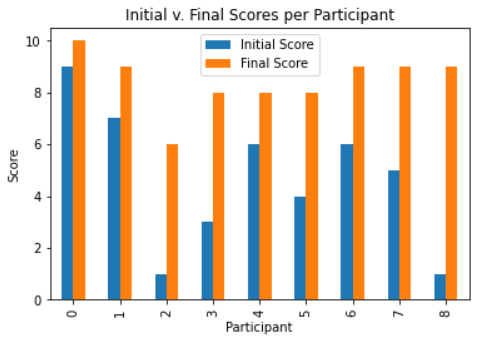 Initial v. Final Scores per Participant
Initial Score
Final Score
10
8
6
4
2
0
Score
0 1 2 3 4 5 6 7 8
Participant